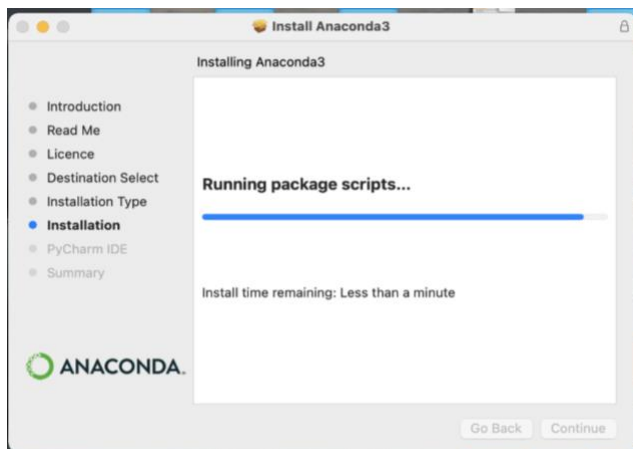 Install Anaconda3
Installing Anaconda3
Introduction
Read Me
Licence
Destination Select
Installation Type
Installation
PyCharm IDE
Summary
Running package scripts...
Install time remaining: Less than a minute
ANACONDA.
Go Back
Continue